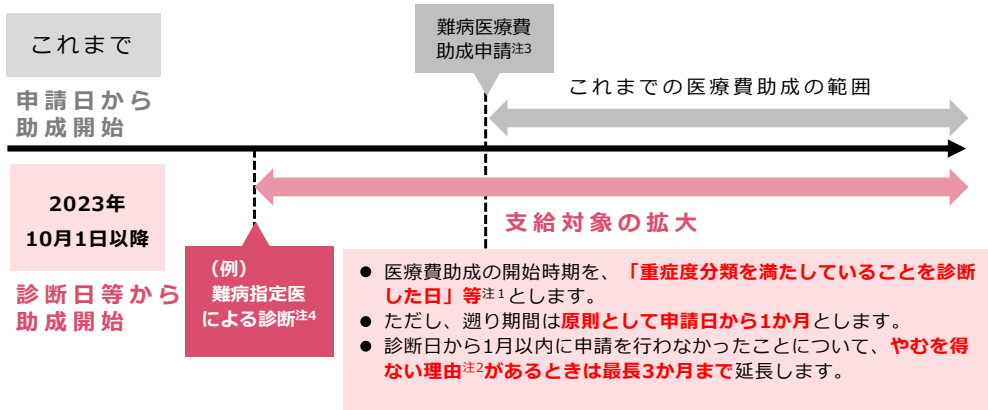 これまで
申請日から
助成開始
難病医療費
助成申請注3
これまでの医療費助成の範囲
2023年
10月1日以降
診断日等から
助成開始
（例）
難病指定医
による診断注4
支給対象の拡大
● 医療費助成の開始時期を、「重症度分類を満たしていることを診断
した日」等注1とします。
● ただし、遡り期間は原則として申請日から1か月とします。
● 診断日から1月以内に申請を行わなかったことについて、やむを得
ない理由注2があるときは最長3か月まで延長します。